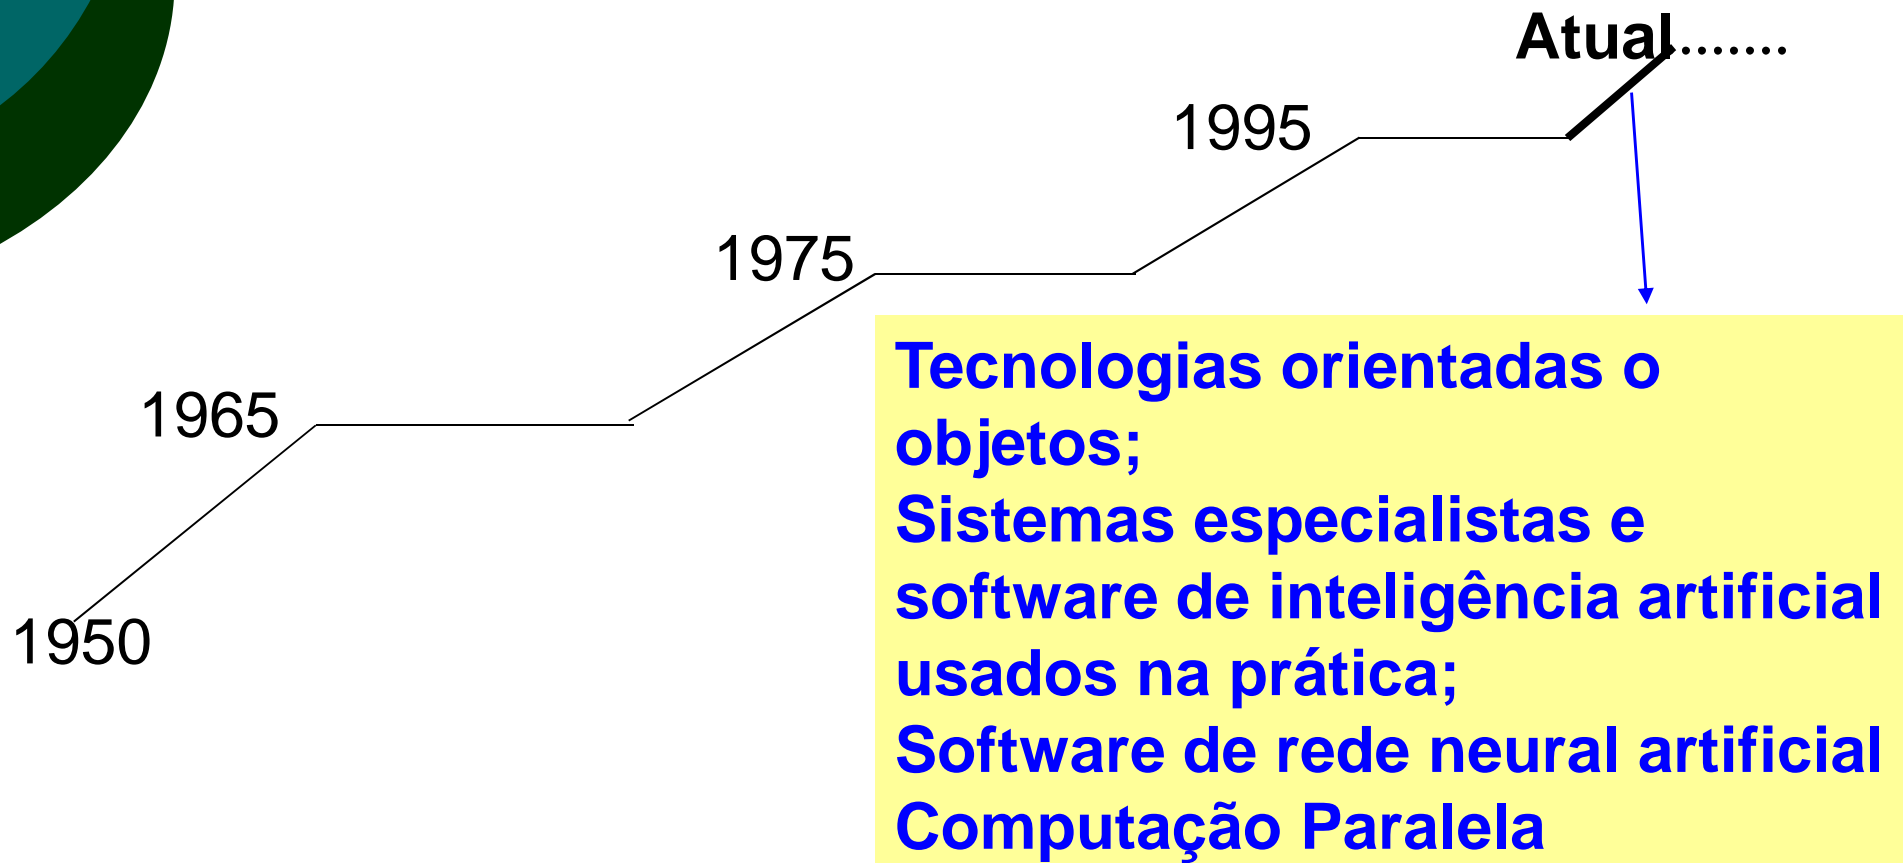 Atual.......
1995
1975
1965
1950
Tecnologias orientadas o
objetos;
Sistemas especialistas e
software de inteligência artificial
usados na prática;
Software de rede neural artificial
Computação Paralela